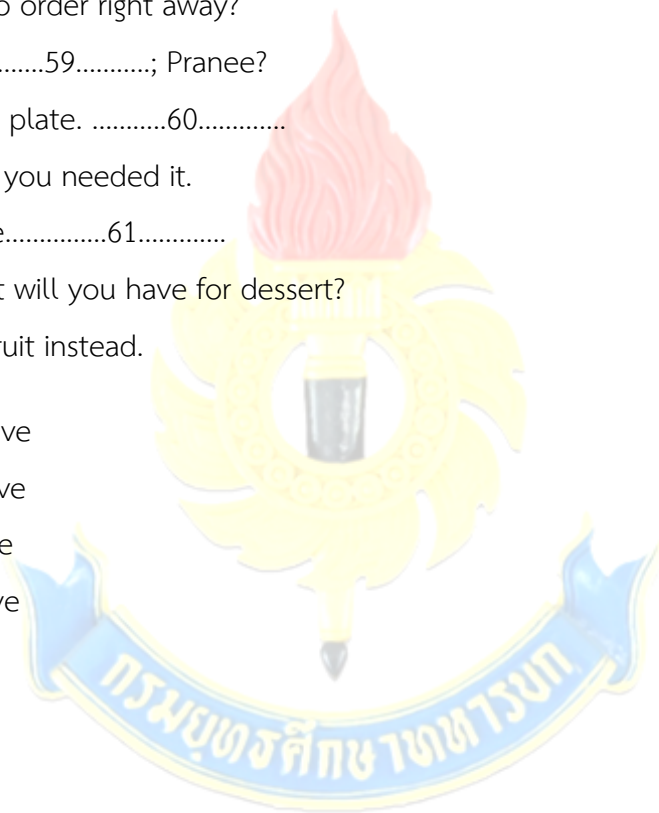 o order right away?
.......59...........; Pranee?
plate. ...........60.............
you needed it.
e...............61.............
t will you have for dessert?
ruit instead.
ve
ve
e
ve
กรมยุทธศึกษาทหารบก